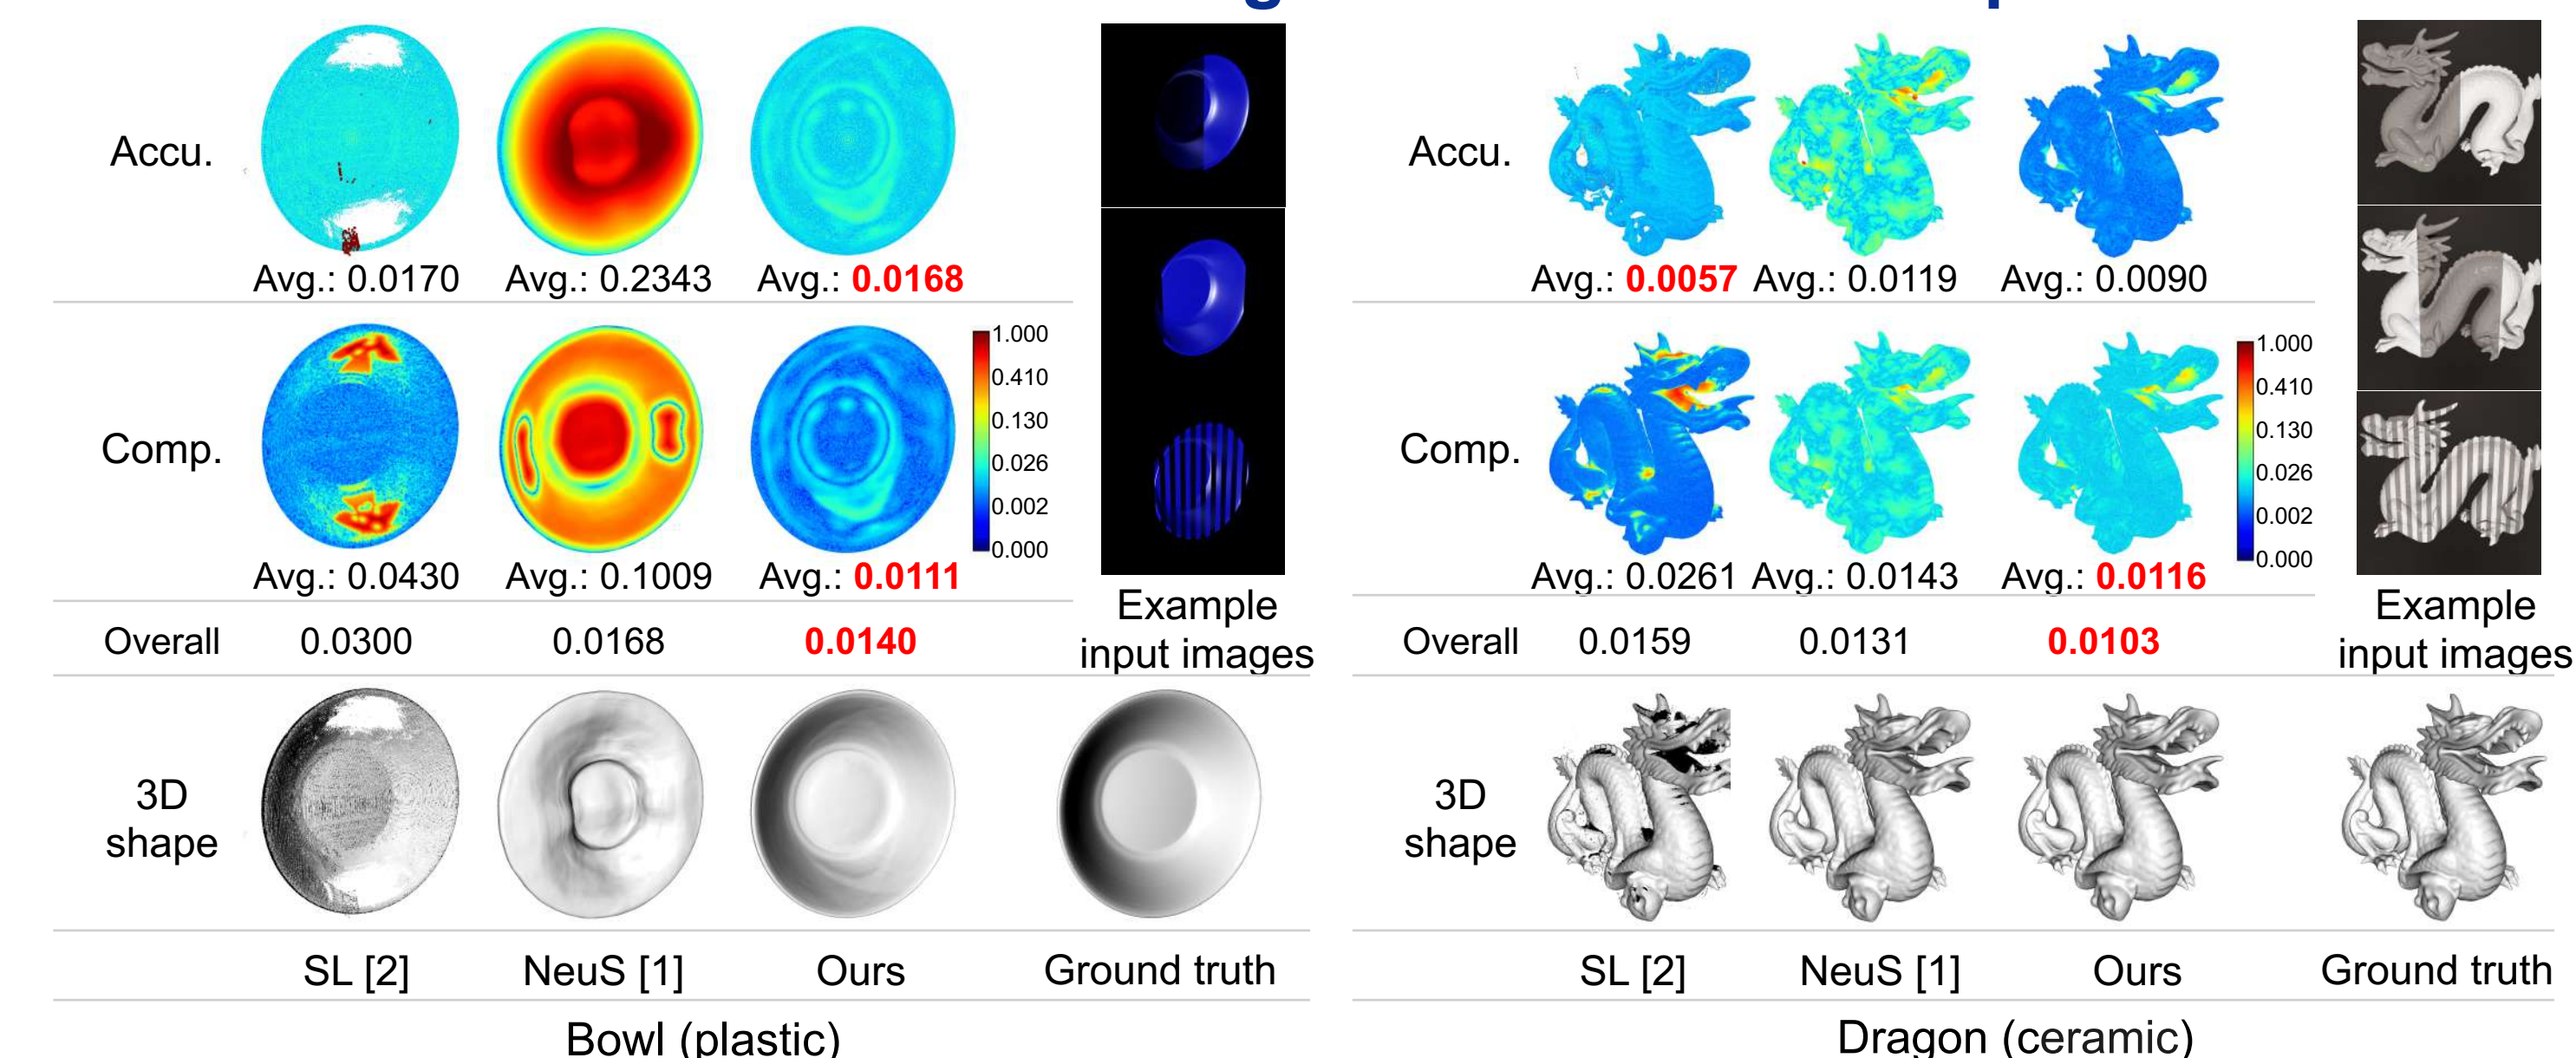 Accu.
Avg.: 0.0170 Avg.: 0.2343 Avg.: 0.0168
Comp.
1.000
0.410
0.130
0.026
0.002
0.000
Avg.: 0.0430 Avg.: 0.1009 Avg.: 0.0111
Example
input images
Overall 0.0300 0.0168 0.0140
3D
shape
SL [2] NeuS [1] Ours Ground truth
Bowl (plastic)
Accu.
Avg.: 0.0057 Avg.: 0.0119 Avg.: 0.0090
Comp.
1.000
0.410
0.130
0.026
0.002
0.000
Avg.: 0.0261 Avg.: 0.0143 Avg.: 0.0116
Example
input images
Overall 0.0159 0.0131 0.0103
3D
shape
SL [2] NeuS [1] Ours Ground truth
Dragon (ceramic)